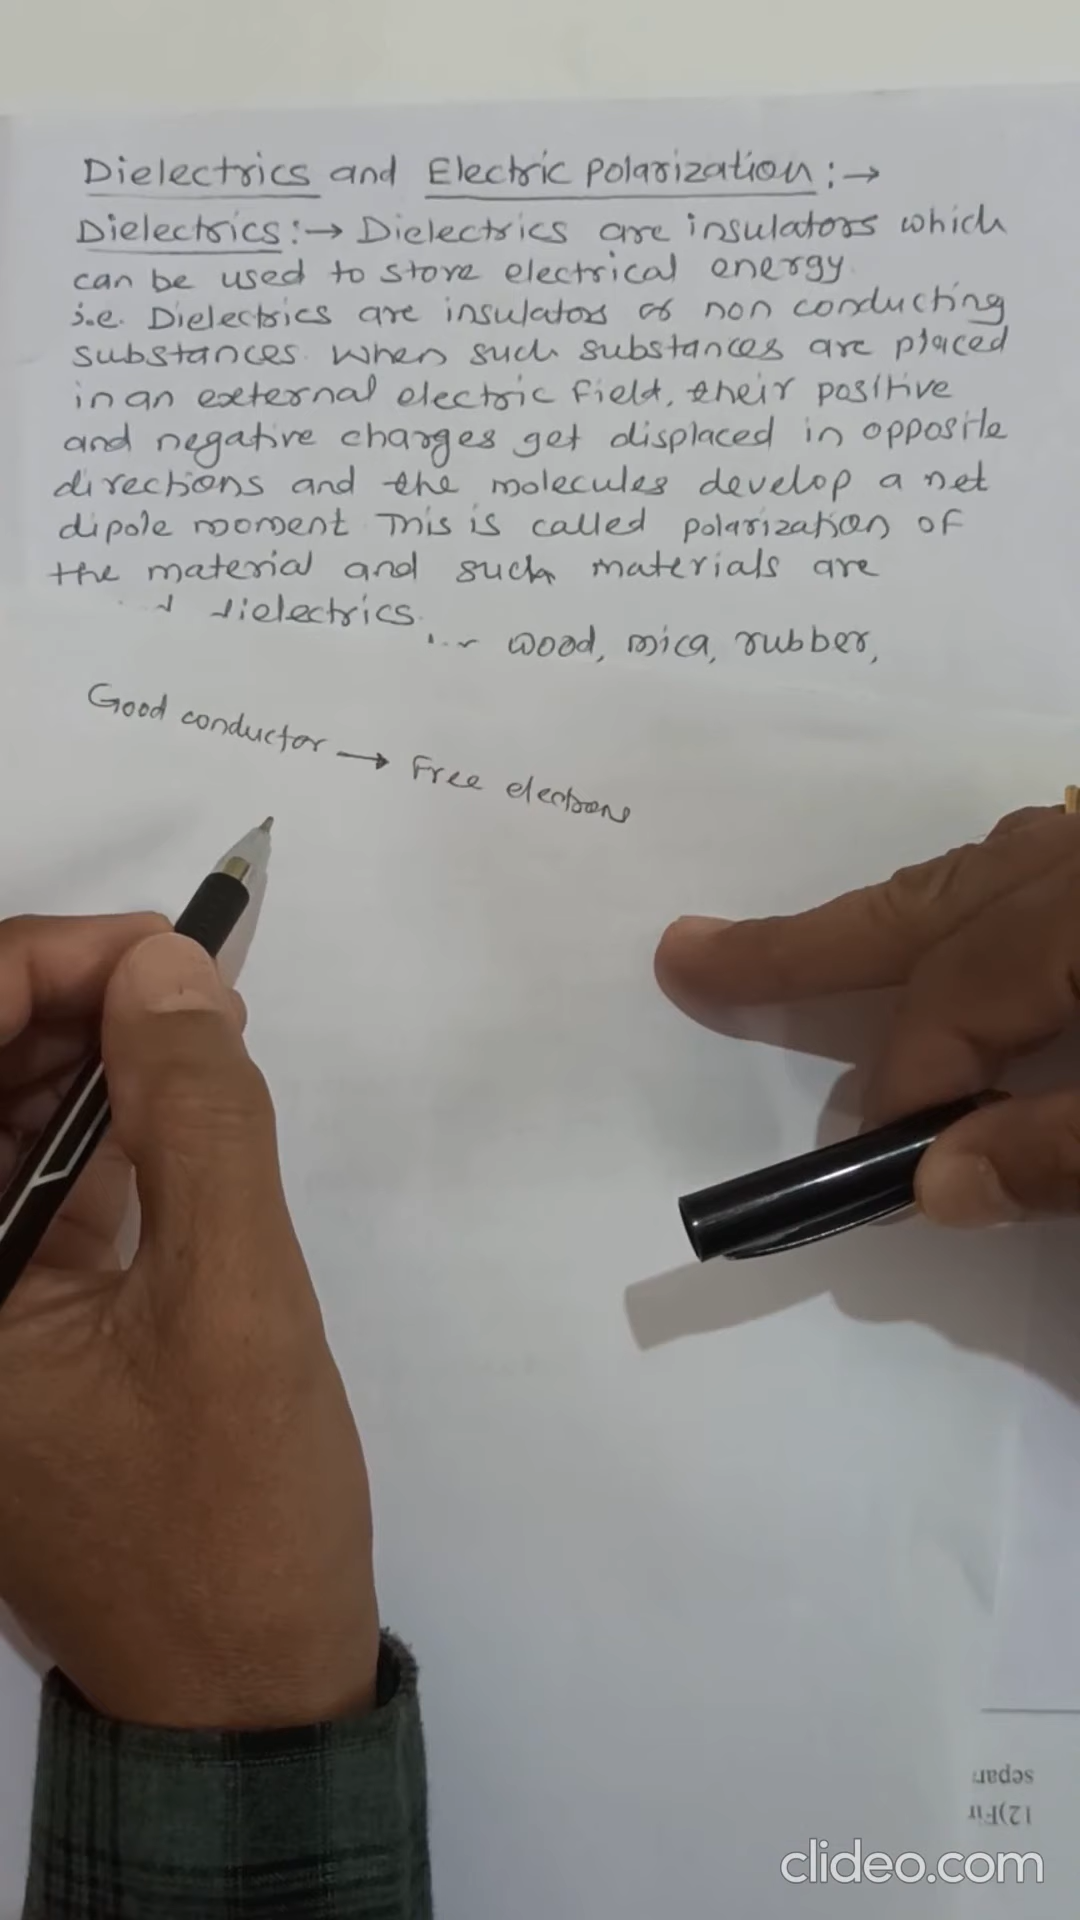 Dielectrics and Electric Polarization :→
Dielectrics :→ Dielectrics are insulators which
can be used to store electrical energy.
i.e. Dielectrics are insulators or non conducting
substances. When such substances are placed
in an external electric field, their positive
and negative charges get displaced in opposite
directions and the molecules develop a net
dipole moment. This is called polarization of
the material and such materials are
dielectrics.
wood, mica, rubber,
Good conductor → Free electrons
separ
12)Fir
clideo.com